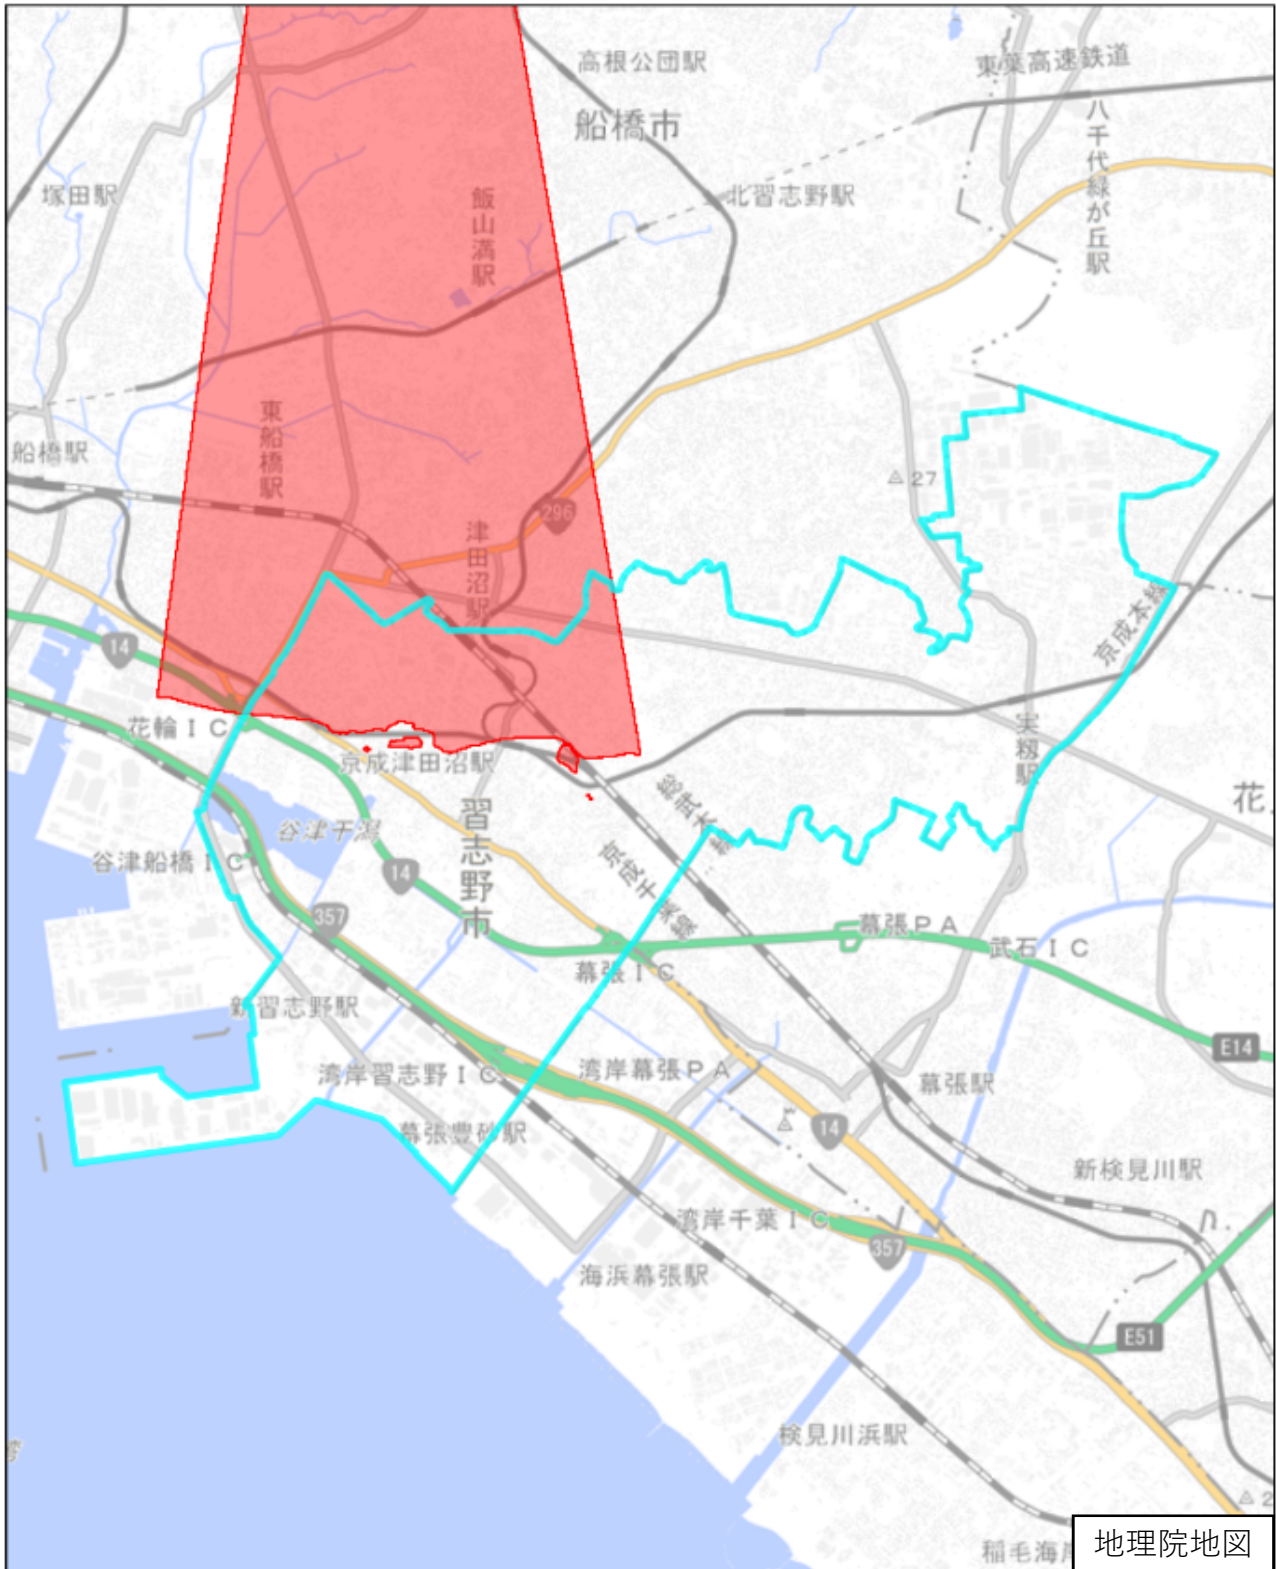 高根公団駅
東葉高速鉄道
船橋市
八千代緑が丘駅
塚田駅
飯山満駅
北習志野駅
東船橋駅
船橋駅
27
296
津田沼駅
14
京成本線
花輪IC
実籾駅
京成津田沼駅
総武本線
花
習志野市
谷津干潟
谷津船橋IC
京成千葉線
14
357
幕張PA
武石IC
幕張IC
新習志野駅
E14
湾岸習志野IC
湾岸幕張PA
幕張駅
14
幕張豊砂駅
新検見川駅
湾岸千葉IC
357
海浜幕張駅
E51
検見川浜駅
2
地理院地図
稲毛海岸